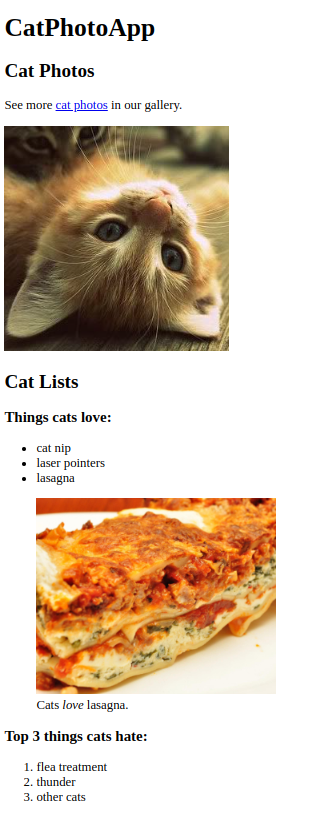 CatPhotoApp
Cat Photos
See more cat photos in our gallery.
Cat Lists
Things cats love:
cat nip
laser pointers
lasagna
Cats love lasagna.
Top 3 things cats hate:
1. flea treatment
2. thunder
3. other cats